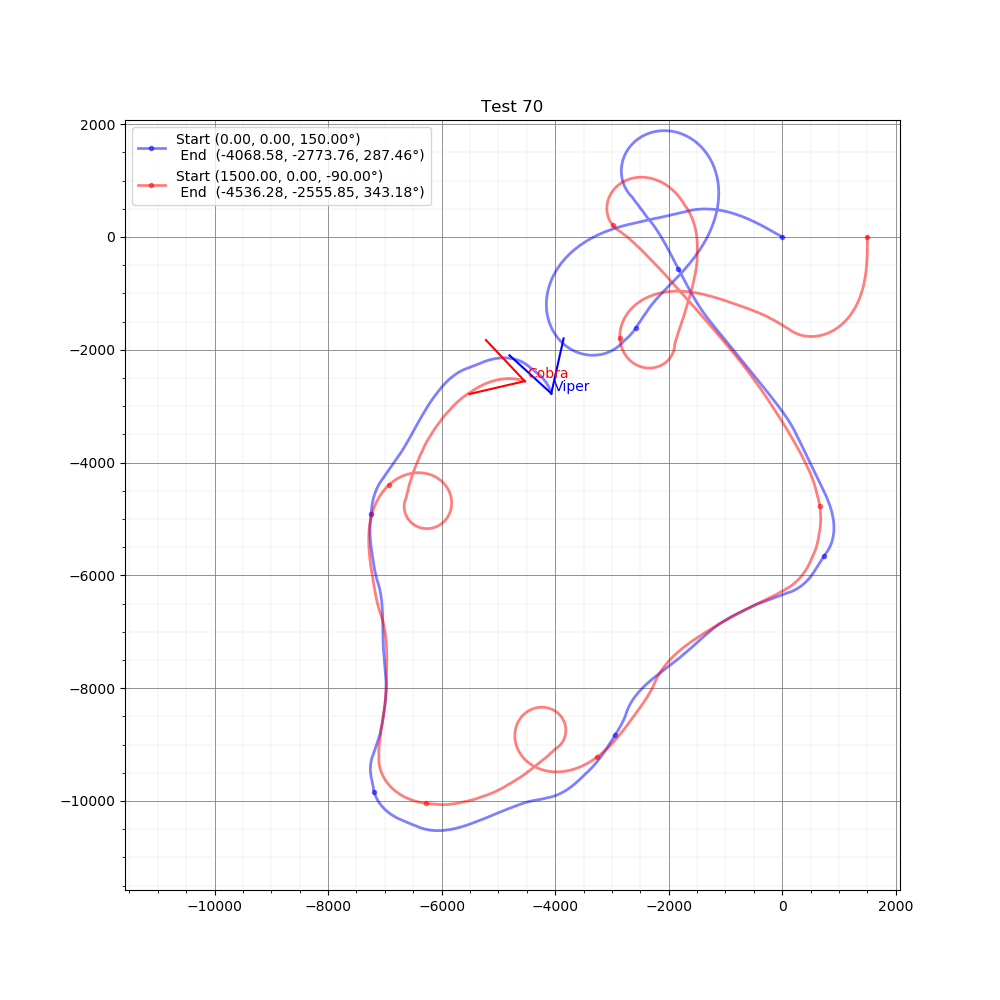 Test 70
Start (0.00, 0.00, 150.00°)
End (-4068.58, -2773.76, 287.46°)
Start (1500.00, 0.00, -90.00°)
End (-4536.28, -2555.85, 343.18°)
2000
0
−2000
−4000
−6000
−8000
−10000
Cobra
Viper
−10000
−8000
−6000
−4000
−2000
0
2000